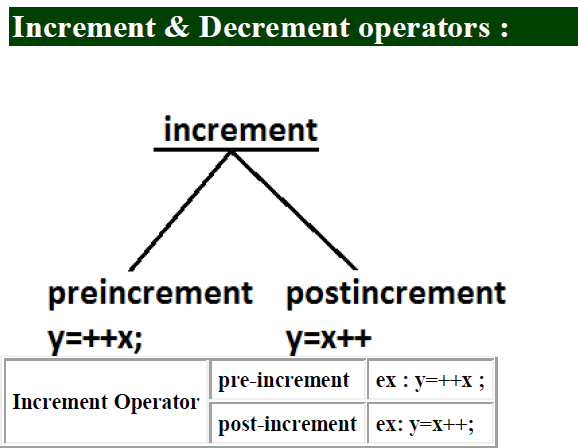 Increment & Decrement operators :
increment
preincrement postincrement
y=++x; y=x++
Increment Operator
pre-increment ex : y=++x ;
post-increment ex: y=x++;